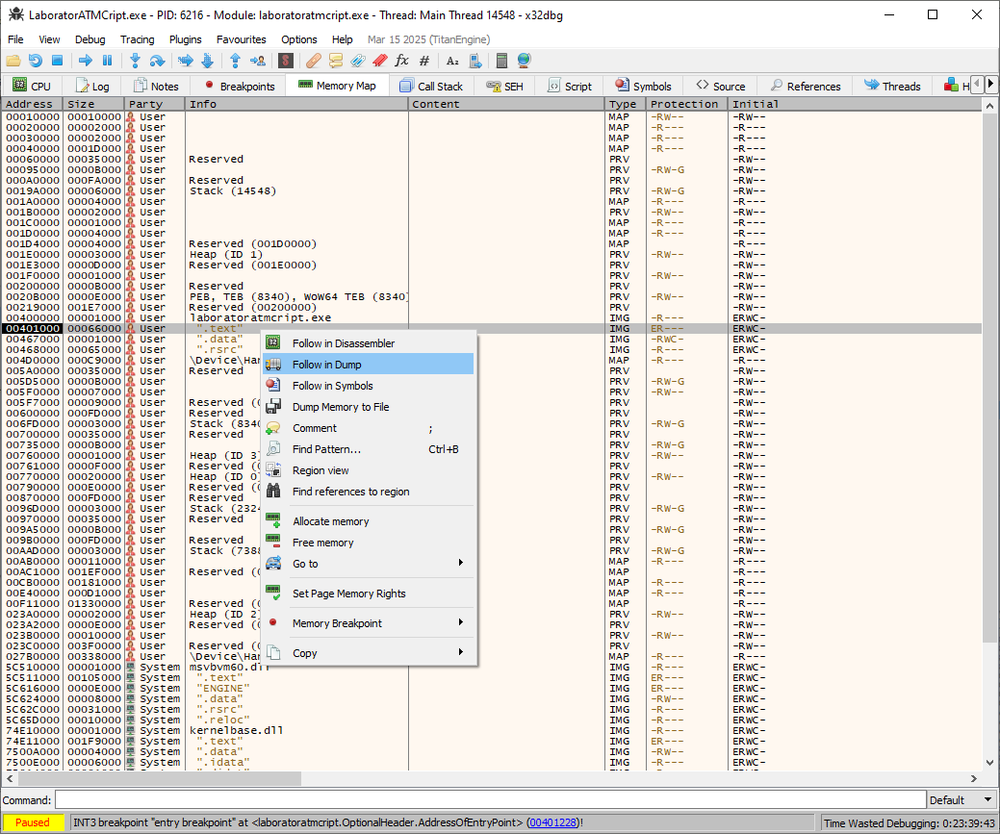 LaboratorATMCript.exe - PID: 6216 - Module: laboratoratmcript.exe - Thread: Main Thread 14548 - x32dbg
File View Debug Tracing Plugins Favourites Options Help Mar 15 2025 (TitanEngine)
CPU Log Notes Breakpoints Memory Map Call Stack SEH Script Symbols Source References Threads H
Address Size Party Info Content Type Protection Initial
00010000 00010000 User MAP -RW-- -RW--
00020000 00002000 User MAP -R--- -R---
00030000 00002000 User MAP -R--- -R---
00040000 0001D000 User MAP -R--- -R---
00060000 00035000 User Reserved PRV -RW--
00095000 0000B000 User PRV -RW-G -RW--
000A0000 000FA000 User Reserved PRV -RW--
0019A000 00006000 User Stack (14548) PRV -RW-G -RW--
001A0000 00004000 User MAP -R--- -R---
001B0000 00002000 User PRV -RW-- -RW--
001C0000 00001000 User MAP -R--- -R---
001D0000 00004000 User MAP -R--- -R---
001D4000 00004000 User Reserved (001D0000) MAP -R---
001E0000 00003000 User Heap (ID 1) PRV -RW-- -RW--
001E3000 0000D000 User Reserved (001E0000) PRV -RW--
001F0000 00001000 User PRV -RW-- -RW--
00200000 0000B000 User Reserved PRV -RW--
0020B000 0000E000 User PEB, TEB (8340), WOW64 TEB (8340) PRV -RW-- -RW--
00219000 001E7000 User Reserved (00200000) PRV -RW--
00400000 00001000 User laboratoratmcript.exe IMG -R--- ERWC-
00401000 00066000 User ".text" IMG ER--- ERWC-
00467000 00001000 User ".data" IMG -RWC- ERWC-
00468000 00065000 User ".rsrc" IMG -R--- ERWC-
004D0000 000C9000 User \Device\Har MAP -R--- -R---
005A0000 00035000 User Reserved PRV -RW--
005D5000 0000B000 User PRV -RW-G -RW--
005F0000 00007000 User PRV -RW-- -RW--
005F7000 00009000 User Reserved (0 PRV -RW--
00600000 000FD000 User Reserved PRV -RW--
006FD000 00003000 User Stack (8340 PRV -RW-G -RW--
00700000 00035000 User Reserved PRV -RW--
00735000 0000B000 User PRV -RW-G -RW--
00760000 00001000 User Heap (ID 3) PRV -RW-- -RW--
00761000 0000F000 User Reserved (0 PRV -RW--
00770000 00020000 User Heap (ID 0) PRV -RW-- -RW--
00790000 000E0000 User Reserved (0 PRV -RW--
00870000 000FD000 User Reserved PRV -RW--
0096D000 00003000 User Stack (2324 PRV -RW-G -RW--
00970000 00035000 User Reserved PRV -RW--
009A5000 0000B000 User PRV -RW-G -RW--
009B0000 000FD000 User Reserved PRV -RW--
00AAD000 00003000 User Stack (7388 PRV -RW-G -RW--
00AB0000 00011000 User MAP -R--- -R---
00AC1000 001EF000 User Reserved (0 MAP -R---
00CB0000 00181000 User MAP -R--- -R---
00E40000 000D1000 User MAP -R--- -R---
00F11000 01330000 User Reserved (0 MAP -R---
023A0000 00002000 User Heap (ID 2) PRV -RW-- -RW--
023A2000 0000E000 User Reserved (0 PRV -RW--
023B0000 00010000 User PRV -RW-- -RW--
023C0000 003F0000 User Reserved (0 PRV -RW--
027B0000 00338000 User \Device\Har MAP -R--- -R---
5C510000 00001000 System msvbvm60.dll IMG -R--- ERWC-
5C511000 00105000 System ".text" IMG ER--- ERWC-
5C616000 0000E000 System "ENGINE" IMG ER--- ERWC-
5C624000 00008000 System ".data" IMG -RW-- ERWC-
5C62C000 00031000 System ".rsrc" IMG -R--- ERWC-
5C65D000 00010000 System ".reloc" IMG -R--- ERWC-
74E10000 00001000 System kernelbase.dll IMG -R--- ERWC-
74E11000 001F9000 System ".text" IMG ER--- ERWC-
7500A000 00004000 System ".data" IMG -RW-- ERWC-
7500E000 00006000 System ".idata" IMG -R--- ERWC-
Follow in Disassembler
Follow in Dump
Follow in Symbols
Dump Memory to File
Comment ;
Find Pattern... Ctrl+B
Region view
Find references to region
Allocate memory
Free memory
Go to
Set Page Memory Rights
Memory Breakpoint
Copy
Command: Default
Paused INT3 breakpoint "entry breakpoint" at <laboratoratmcript.OptionalHeader.AddressOfEntryPoint> (00401228)! Time Wasted Debugging: 0:23:39:43